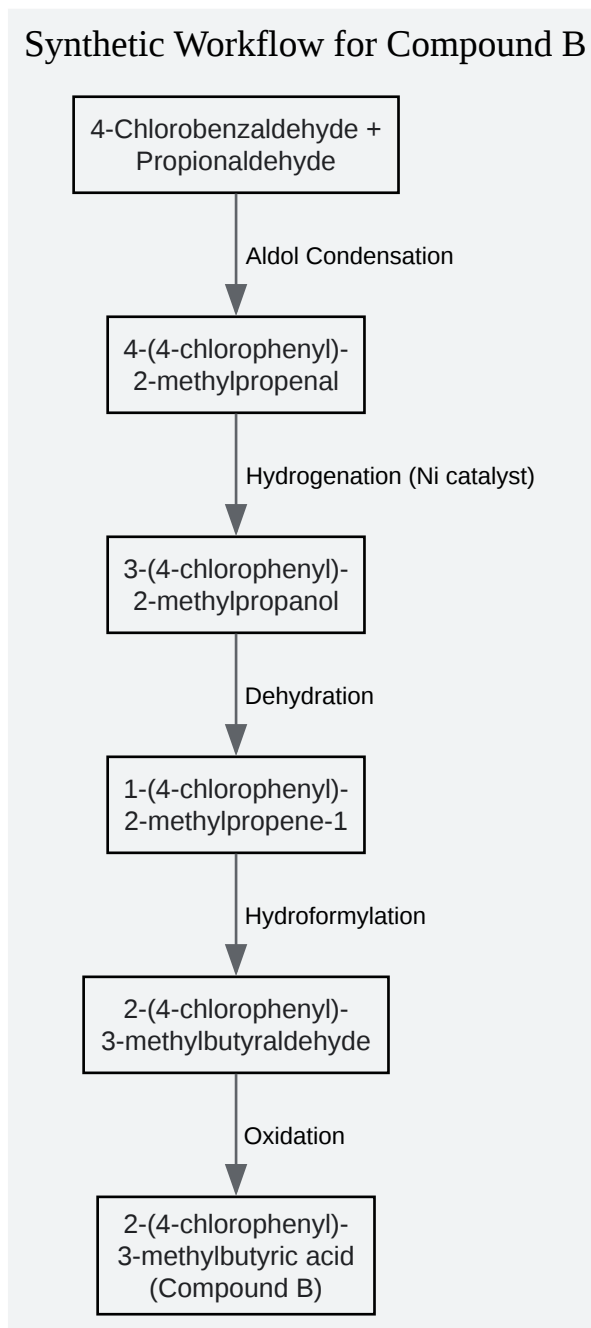 Synthetic Workflow for Compound B
4-Chlorobenzaldehyde +
Propionaldehyde
Aldol Condensation
4-(4-chlorophenyl)-
2-methylpropenal
Hydrogenation (Ni catalyst)
3-(4-chlorophenyl)-
2-methylpropanol
Dehydration
1-(4-chlorophenyl)-
2-methylpropene-1
Hydroformylation
2-(4-chlorophenyl)-
3-methylbutyraldehyde
Oxidation
2-(4-chlorophenyl)-
3-methylbutyric acid
(Compound B)